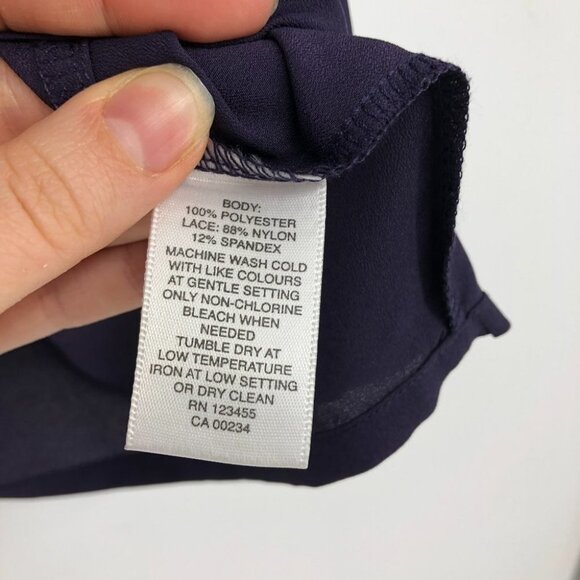 BODY:
100% POLYESTER
LACE: 88% NYLON
12% SPANDEX
MACHINE WASH COLD
WITH LIKE COLOURS
AT GENTLE SETTING
ONLY NON-CHLORINE
BLEACH WHEN
NEEDED
TUMBLE DRY AT
LOW TEMPERATURE
IRON AT LOW SETTING
OR DRY CLEAN
RN 123455
CA 00234